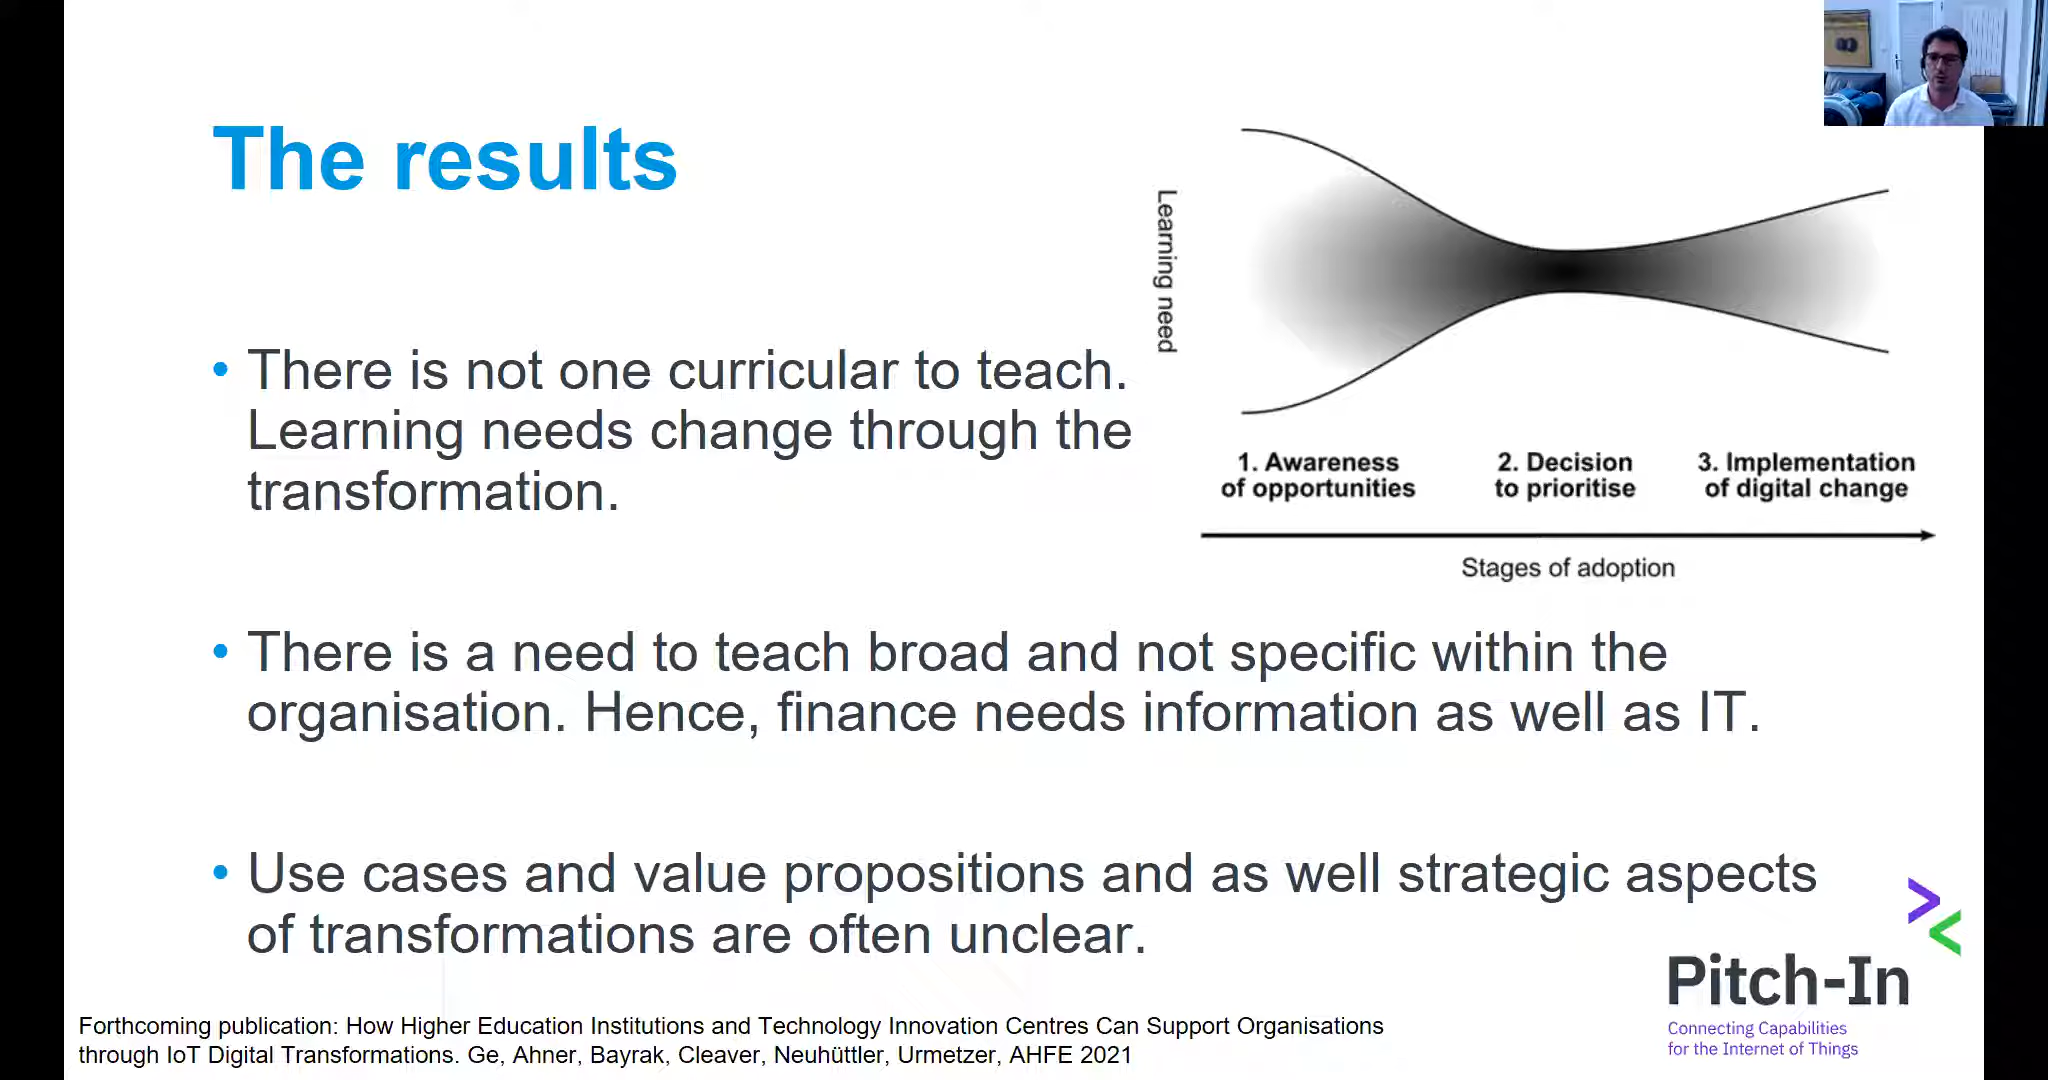 The results
Learning need
1. Awareness
of opportunities
2. Decision
to prioritise
3. Implementation
of digital change
Stages of adoption
• There is not one curricular to teach.
Learning needs change through the
transformation.
• There is a need to teach broad and not specific within the
organisation. Hence, finance needs information as well as IT.
• Use cases and value propositions and as well strategic aspects
of transformations are often unclear.
Pitch-In
Connecting Capabilities
for the Internet of Things
Forthcoming publication: How Higher Education Institutions and Technology Innovation Centres Can Support Organisations
through IoT Digital Transformations. Ge, Ahner, Bayrak, Cleaver, Neuhüttler, Urmetzer, AHFE 2021